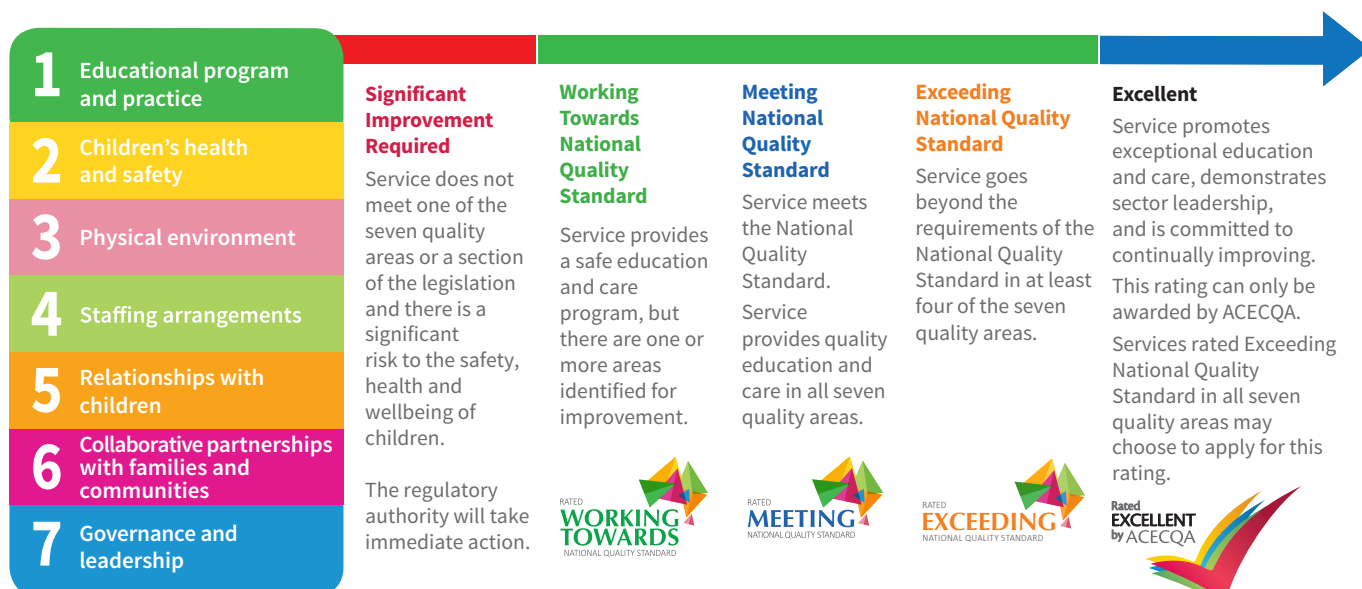 1
Educational program
and practice
2
Children's health
and safety
3
Physical environment
4
Staffing arrangements
5
Relationships with
children
6
Collaborative partnerships
with families and
communities
7
Governance and
leadership
Significant
Improvement
Required
Service does not
meet one of the
seven quality
areas or a section
of the legislation
and there is a
significant
risk to the safety,
health and
wellbeing of
children.
The regulatory
authority will take
immediate action.
Working
Towards
National
Quality
Standard
Service provides
a safe education
and care
program, but
there are one or
more areas
identified for
improvement.
RATED
WORKING
TOWARDS
NATIONAL QUALITY STANDARD
Meeting
National
Quality
Standard
Service meets
the National
Quality
Standard.
Service
provides quality
education and
care in all seven
quality areas.
RATED
MEETING
NATIONAL QUALITY STANDARD
Exceeding
National Quality
Standard
Service goes
beyond the
requirements of the
National Quality
Standard in at least
four of the seven
quality areas.
RATED
EXCEEDING
NATIONAL QUALITY STANDARD
Excellent
Service promotes
exceptional education
and care, demonstrates
sector leadership,
and is committed to
continually improving.
This rating can only be
awarded by ACECQA.
Services rated Exceeding
National Quality
Standard in all seven
quality areas may
choose to apply for this
rating.
Rated
EXCELLENT
by ACECQA